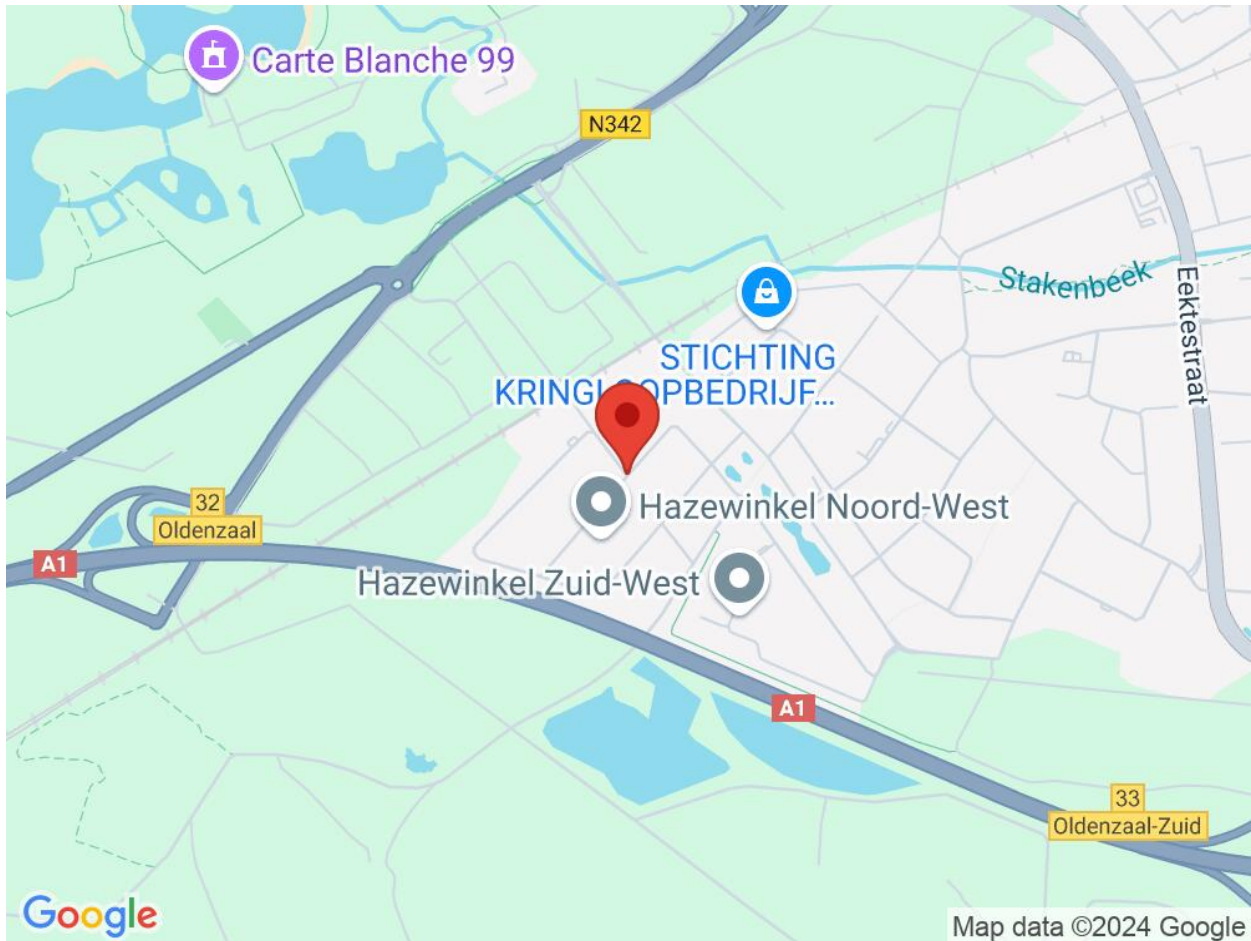 Carte Blanche 99
N342
Stakenbeek
Eektestraat
STICHTING
KRINGLOOPBEDRIJF...
32
Oldenzaal
Hazewinkel Noord-West
A1
Hazewinkel Zuid-West
A1
33
Oldenzaal-Zuid
Google
Map data ©2024 Google